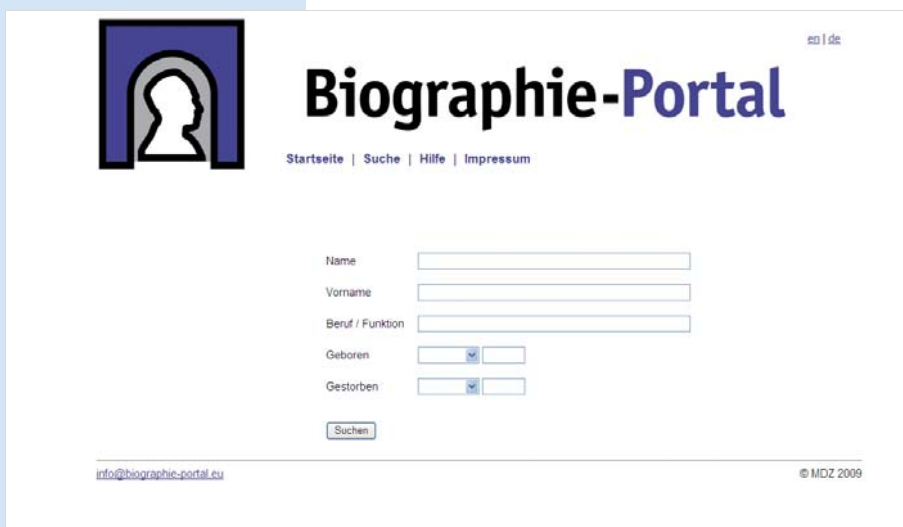 en | de
Biographie-Portal
Startseite | Suche | Hilfe | Impressum
Name
Vorname
Beruf / Funktion
Geboren
Gestorben
Suchen
info@biographie-portal.eu © MDZ 2009